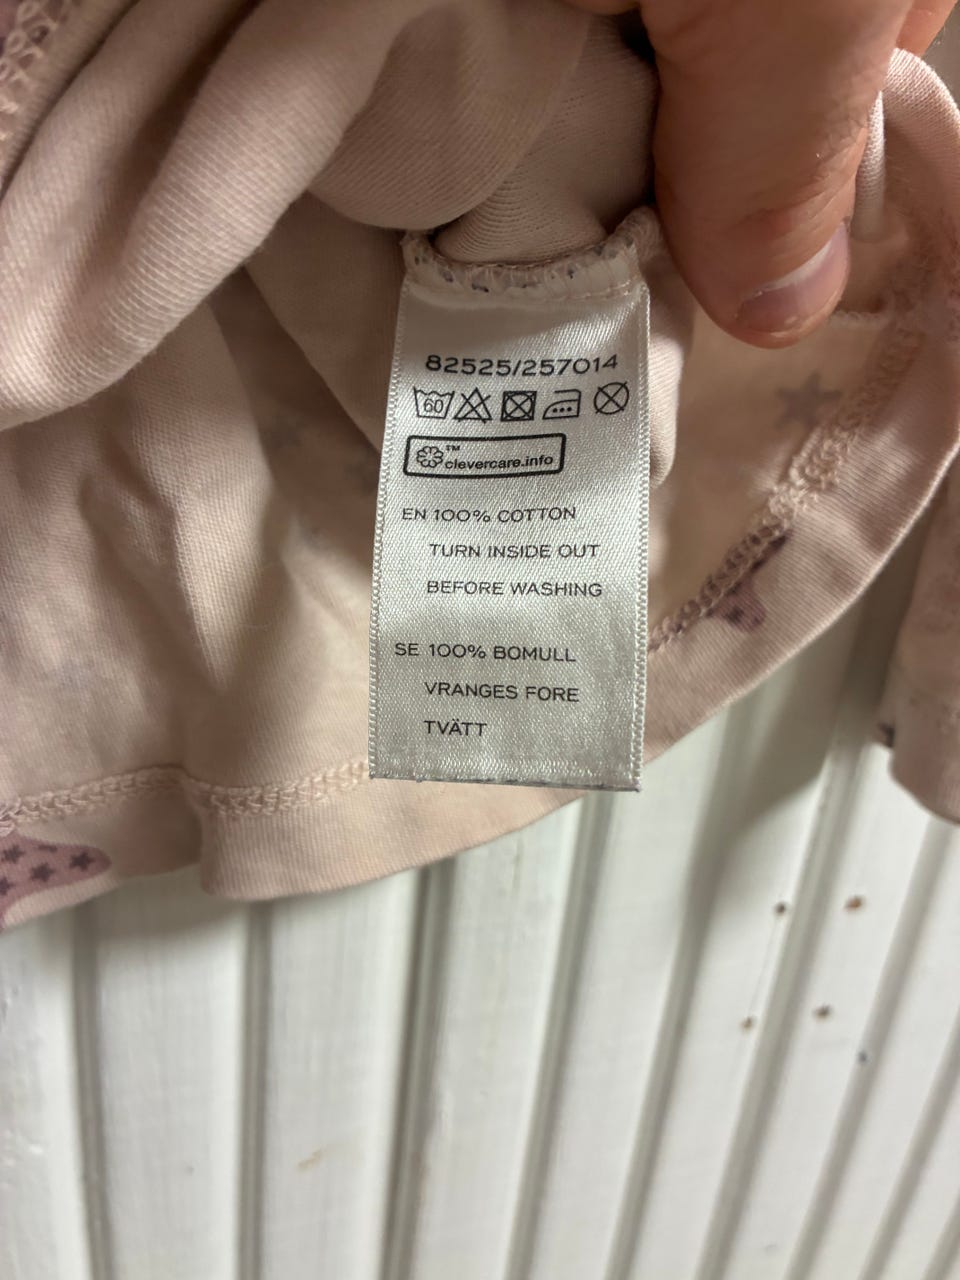 82525/257014
60
™
clevercare.info
EN 100% COTTON
TURN INSIDE OUT
BEFORE WASHING
SE 100% BOMULL
VRANGES FORE
TVÄTT